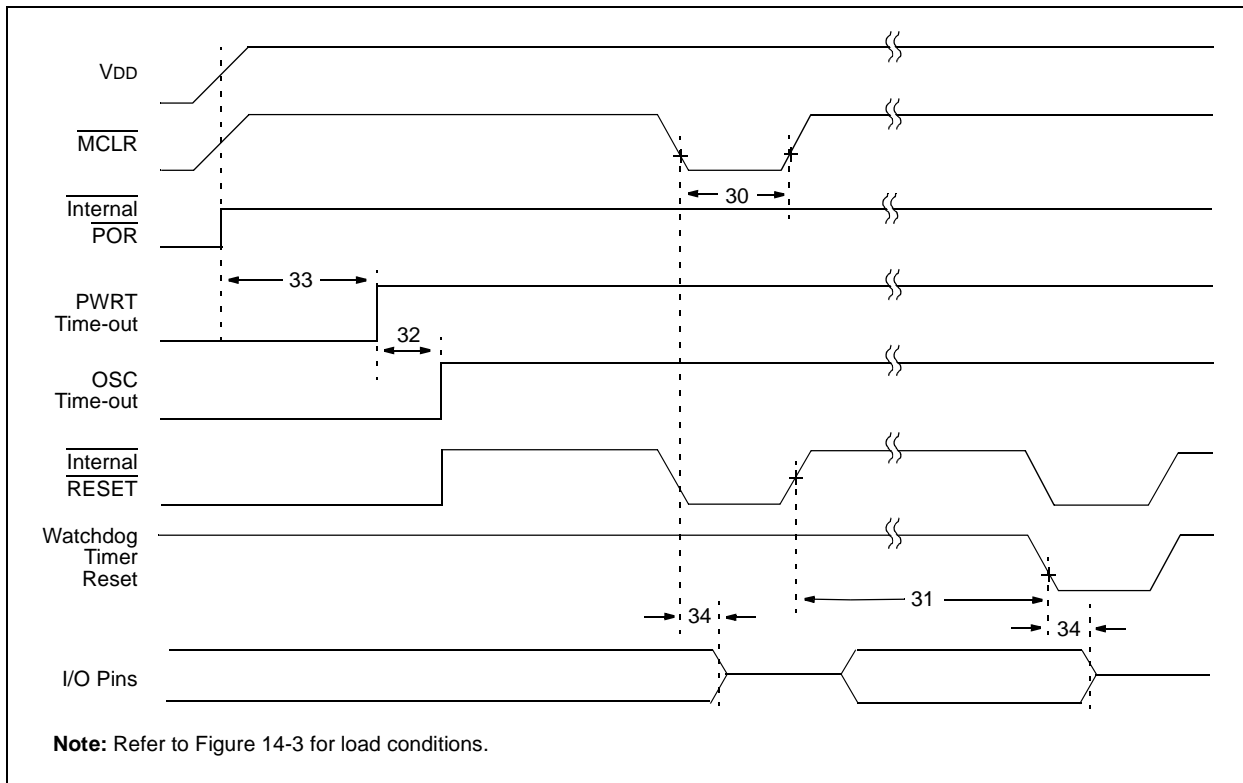 VDD
MCLR
30
Internal
POR
33
PWRT
Time-out
32
OSC
Time-out
Internal
RESET
Watchdog
Timer
Reset
31
34
34
I/O Pins
Note: Refer to Figure 14-3 for load conditions.